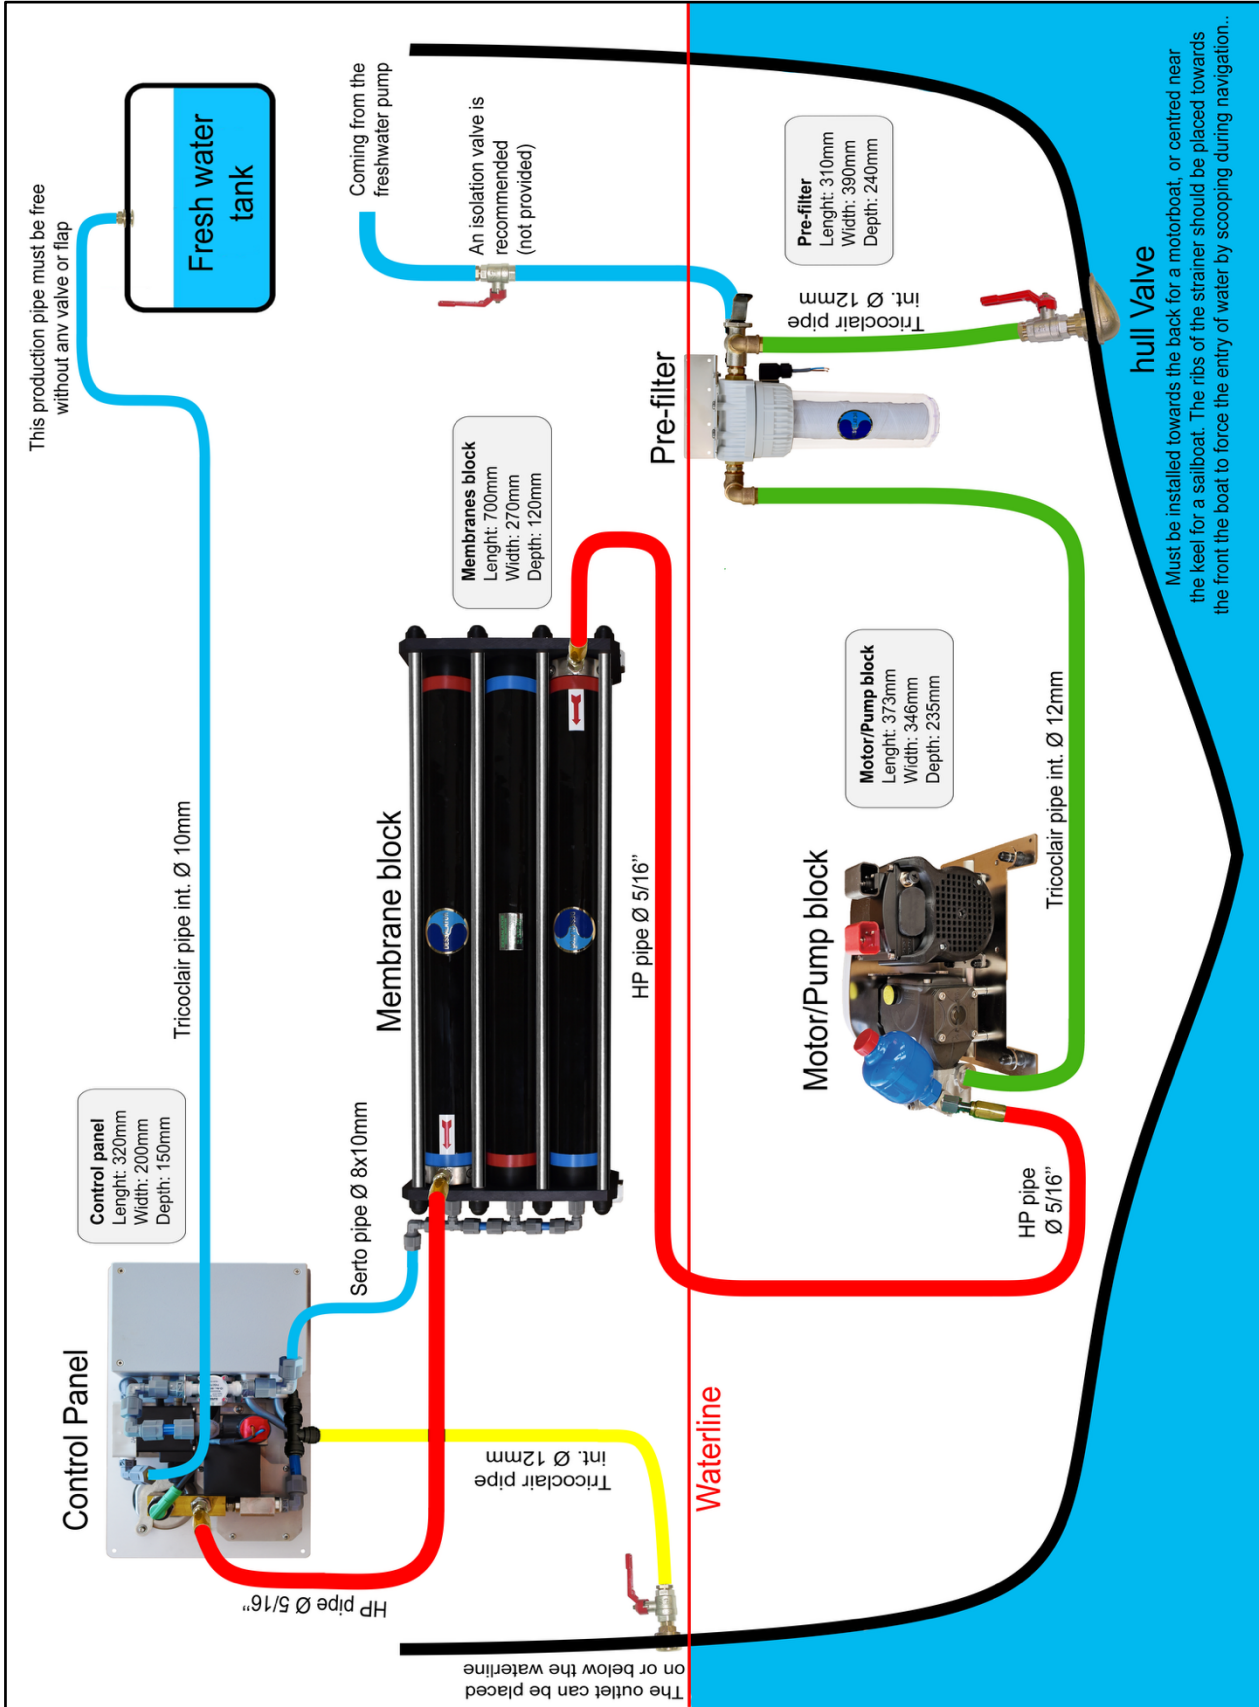 This production pipe must be free
without anv valve or flap
Fresh water
tank
Coming from the
freshwater pump
An isolation valve is
recommended
(not provided)
Tricoclair pipe int. Ø 10mm
Control panel
Lenght: 320mm
Width: 200mm
Depth: 150mm
Control Panel
Serto pipe Ø 8x10mm
HP pipe Ø 5/16”
Tricoclair pipe
int. Ø 12mm
The outlet can be placed
on or below the waterline
Membrane block
Membranes block
Lenght: 700mm
Width: 270mm
Depth: 120mm
HP pipe Ø 5/16”
Waterline
Pre-filter
Pre-filter
Lenght: 310mm
Width: 390mm
Depth: 240mm
Tricoclair pipe
int. Ø 12mm
Motor/Pump block
Motor/Pump block
Lenght: 373mm
Width: 346mm
Depth: 235mm
HP pipe
Ø 5/16”
Tricoclair pipe int. Ø 12mm
hull Valve
Must be installed towards the back for a motorboat, or centred near
the keel for a sailboat. The ribs of the strainer should be placed towards
the front the boat to force the entry of water by scooping during navigation..